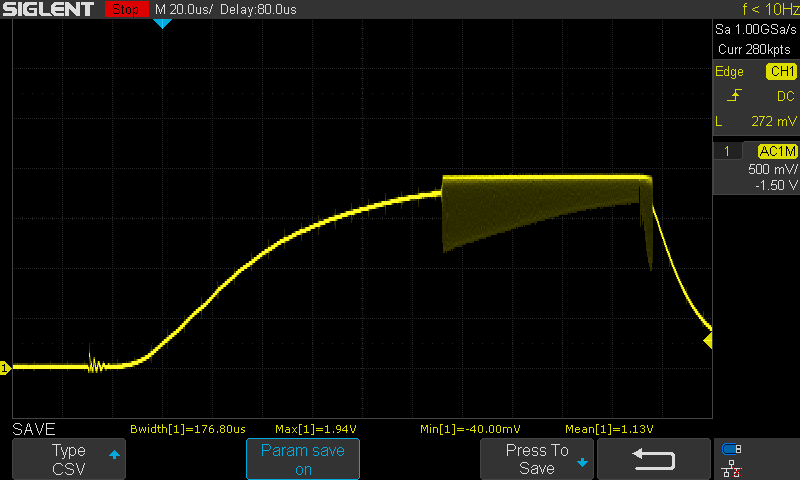 SIGLENT Stop M 20.0us/ Delay:80.0us f < 10Hz
Sa 1.00GSa/s
Curr 280kpts
Edge CH1
DC
L 272 mV
1 AC1M
500 mV/
-1.50 V
1
SAVE Bwidth[1]=176.80us Max[1]=1.94V Min[1]=-40.00mV Mean[1]=1.13V
Type
CSV
Param save
on
Press To
Save